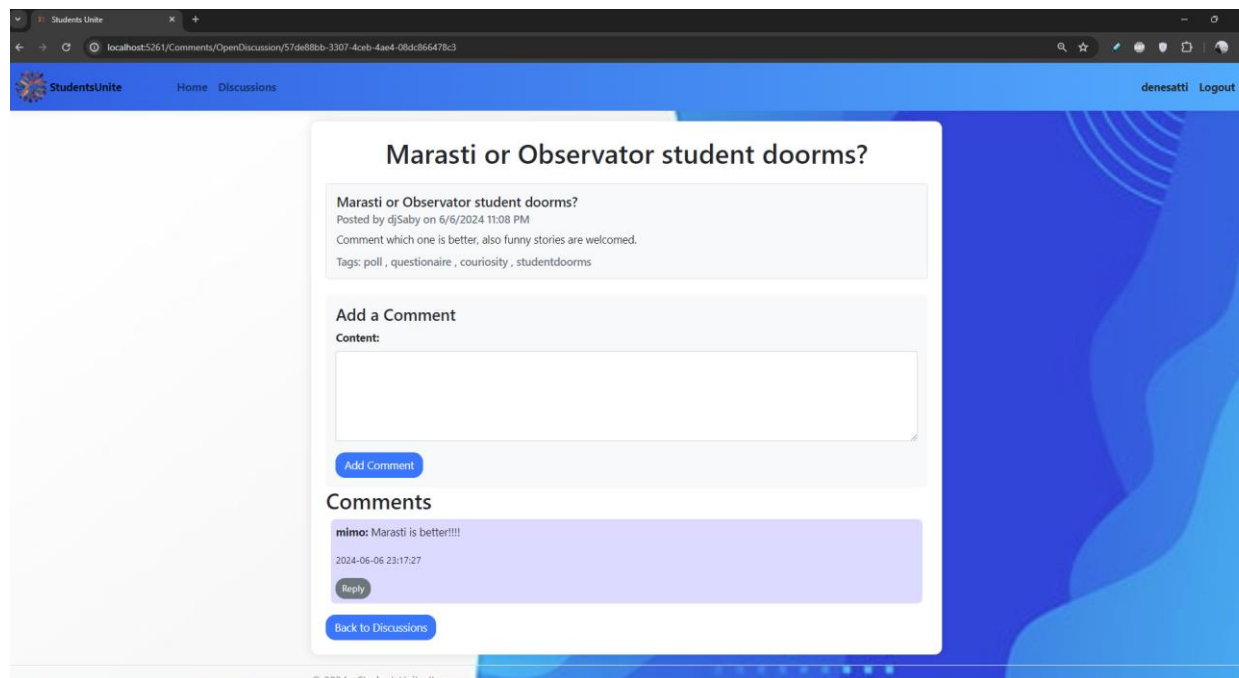 Students Unite
localhost:5261/Comments/OpenDiscussion/57de88bb-3307-4ceb-4ae4-08dc866478c3
StudentsUnite Home Discussions denesatti Logout
Marasti or Observator student doorms?
Marasti or Observator student doorms?
Posted by djSaby on 6/6/2024 11:08 PM
Comment which one is better, also funny stories are welcomed.
Tags: poll , questionaire , couriosity , studentdoorms
Add a Comment
Content:
Add Comment
Comments
mimo: Marasti is better!!!!
2024-06-06 23:17:27
Reply
Back to Discussions